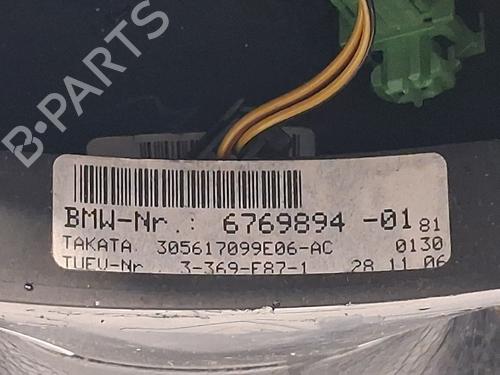 B-PARTS
BMW-Nr.: 6769894 -01 81
TAKATA 305617099E06-AC 0130
TUEV-Nr 3-369-F87-1 28 11 06